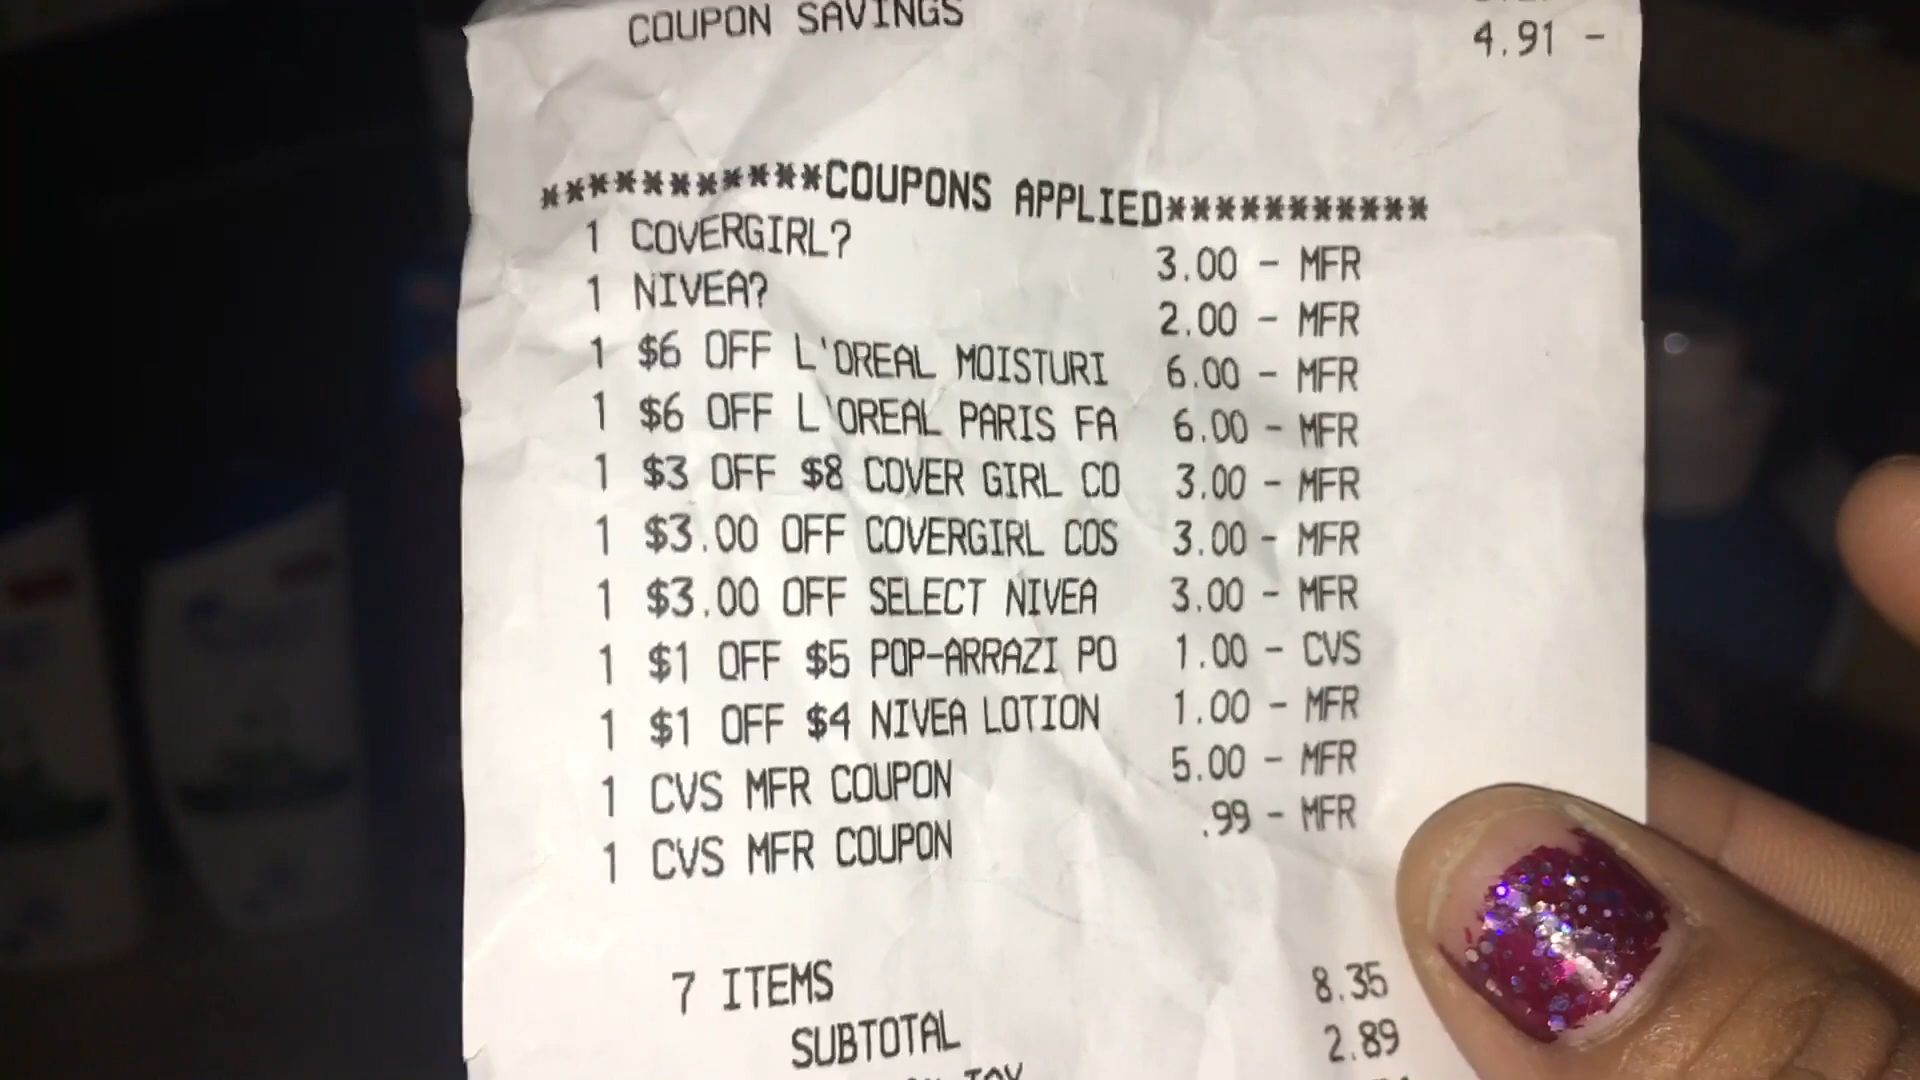 COUPON SAVINGS 4.91 -
***********COUPONS APPLIED***********
1 COVERGIRL? 3.00 - MFR
1 NIVEA? 2.00 - MFR
1 $6 OFF L'OREAL MOISTURI 6.00 - MFR
1 $6 OFF L'OREAL PARIS FA 6.00 - MFR
1 $3 OFF $8 COVER GIRL CO 3.00 - MFR
1 $3.00 OFF COVERGIRL COS 3.00 - MFR
1 $3.00 OFF SELECT NIVEA 3.00 - MFR
1 $1 OFF $5 POP-ARRAZI PO 1.00 - CVS
1 $1 OFF $4 NIVEA LOTION 1.00 - MFR
1 CVS MFR COUPON 5.00 - MFR
1 CVS MFR COUPON .99 - MFR
7 ITEMS
SUBTOTAL 8.35
2.89